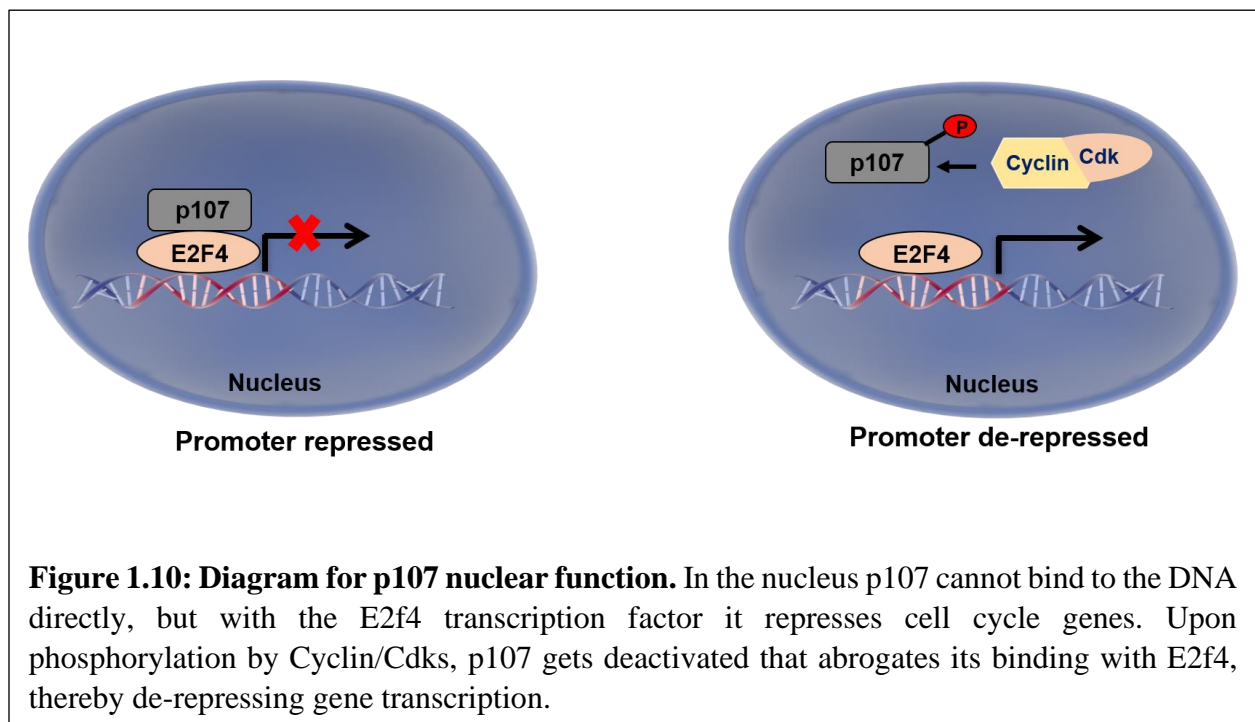 p107
E2F4
Nucleus
Promoter repressed
P
p107
Cyclin
Cdk
E2F4
Nucleus
Promoter de-repressed
Figure 1.10: Diagram for p107 nuclear function. In the nucleus p107 cannot bind to the DNA
directly, but with the E2f4 transcription factor it represses cell cycle genes. Upon
phosphorylation by Cyclin/Cdks, p107 gets deactivated that abrogates its binding with E2f4,
thereby de-repressing gene transcription.